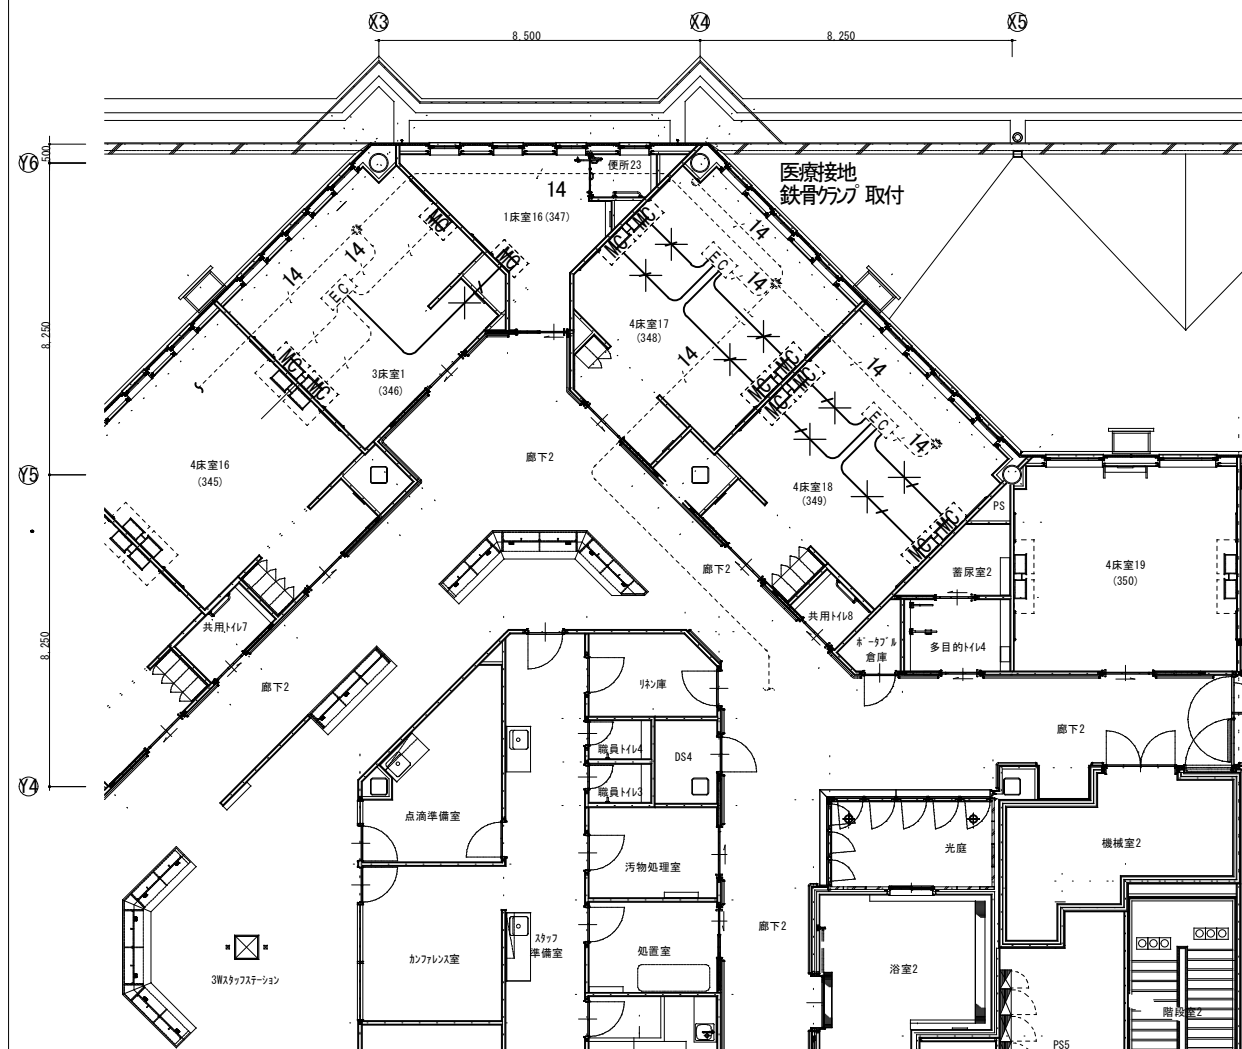 X3
X4
X5
8,500
8,250
Y6
500
便所23
医療接地
鉄骨クランプ 取付
14
1床室16(347)
MC
MC
MC
MC
14
14
14
14
EC
EC
8,250
4床室17
(348)
14
14
3床室1
(346)
MC
MC
MC
MC
MC
MC
EC
14
Y5
4床室16
(345)
廊下2
4床室18
(349)
PS
MC
MC
廊下2
蓄尿室2
4床室19
(350)
共用トイレ7
共用トイレ8
ポータブル
倉庫
多目的トイレ4
8,250
廊下2
リネン庫
廊下2
職員トイレ4
DS4
Y4
職員トイレ3
点滴準備室
光庭
機械室2
汚物処理室
カンファレンス室
スタッフ
準備室
処置室
廊下2
浴室2
3Wスタッフステーション
階段室2
PS5